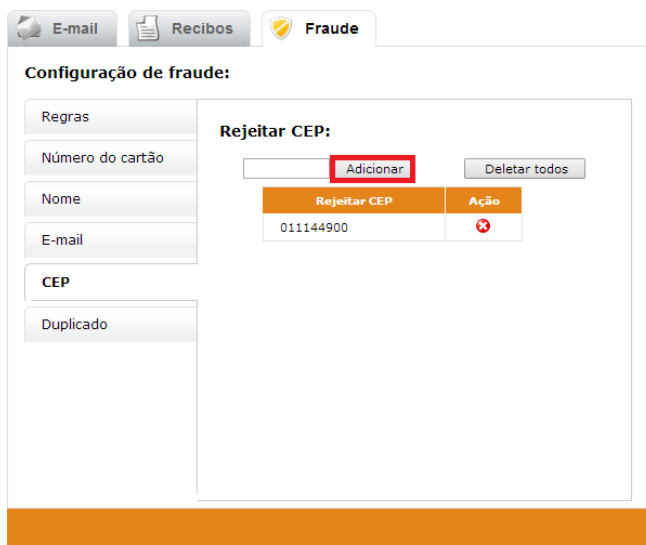 E-mail Recibos Fraude
Configuração de fraude:
Regras
Número do cartão
Nome
E-mail
CEP
Duplicado
Rejeitar CEP:
Adicionar Deletar todos
Rejeitar CEP Ação
011144900